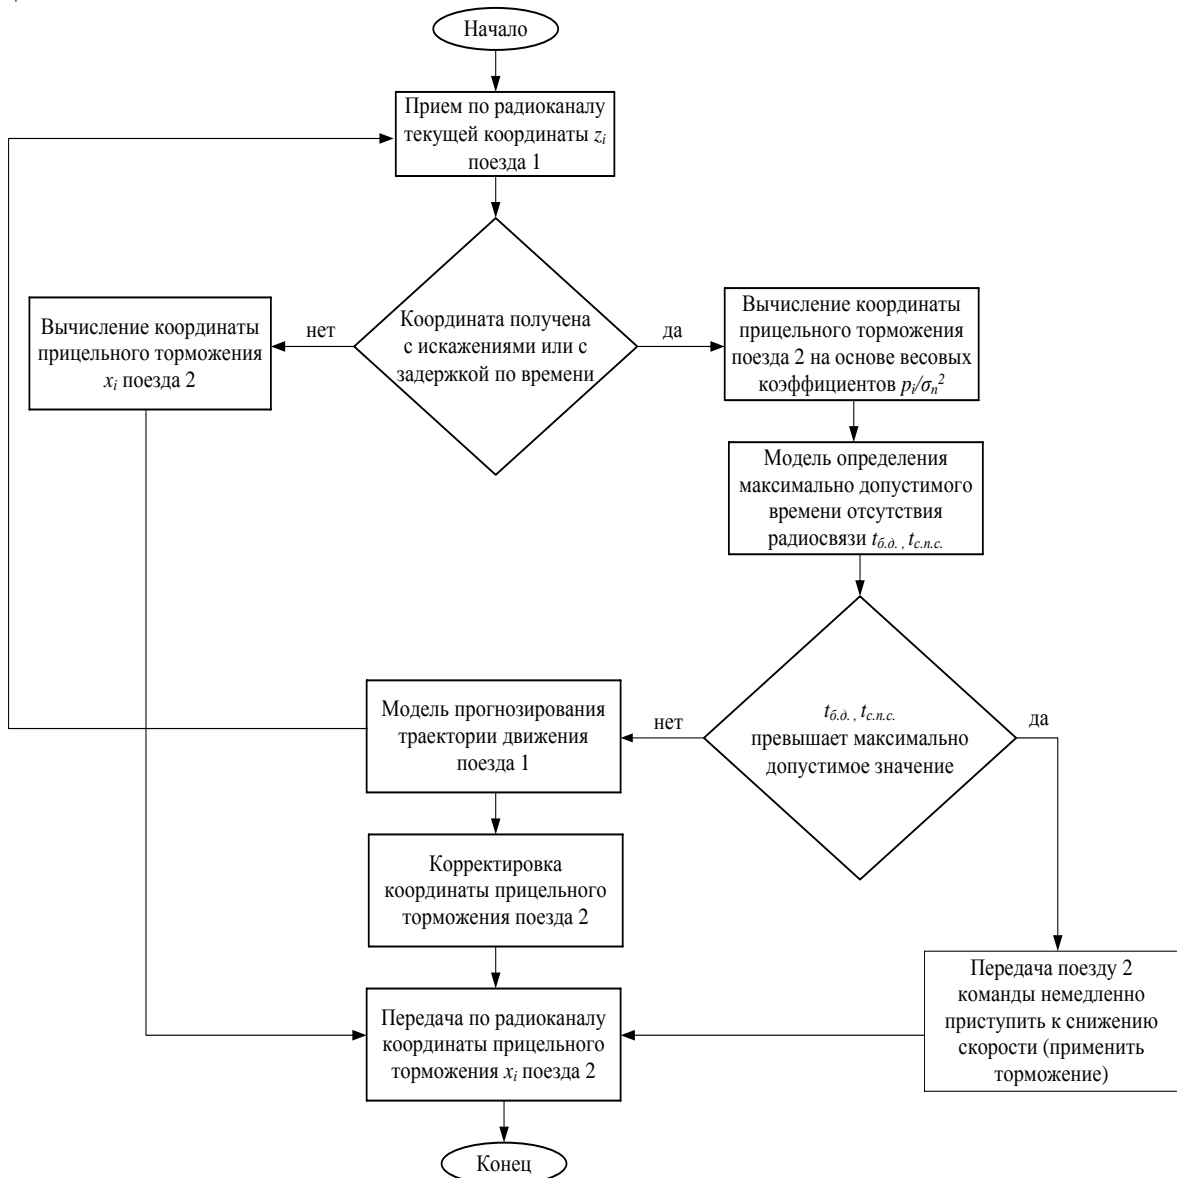 Начало
Прием по радиоканалу
текущей координаты zᵢ
поезда 1
Координата получена
с искажениями или с
задержкой по времени
нет
да
Вычисление координаты
прицельного торможения
xᵢ поезда 2
Вычисление координаты
прицельного торможения
поезда 2 на основе весовых
коэффициентов pᵢ/σₙ²
Модель определения
максимально допустимого
времени отсутствия
радиосвязи tб.д. , tс.п.с.
tб.д. , tс.п.с.
превышает максимально
допустимое значение
нет
да
Модель прогнозирования
траектории движения
поезда 1
Корректировка
координаты прицельного
торможения поезда 2
Передача поезду 2
команды немедленно
приступить к снижению
скорости (применить
торможение)
Передача по радиоканалу
координаты прицельного
торможения xᵢ поезда 2
Конец